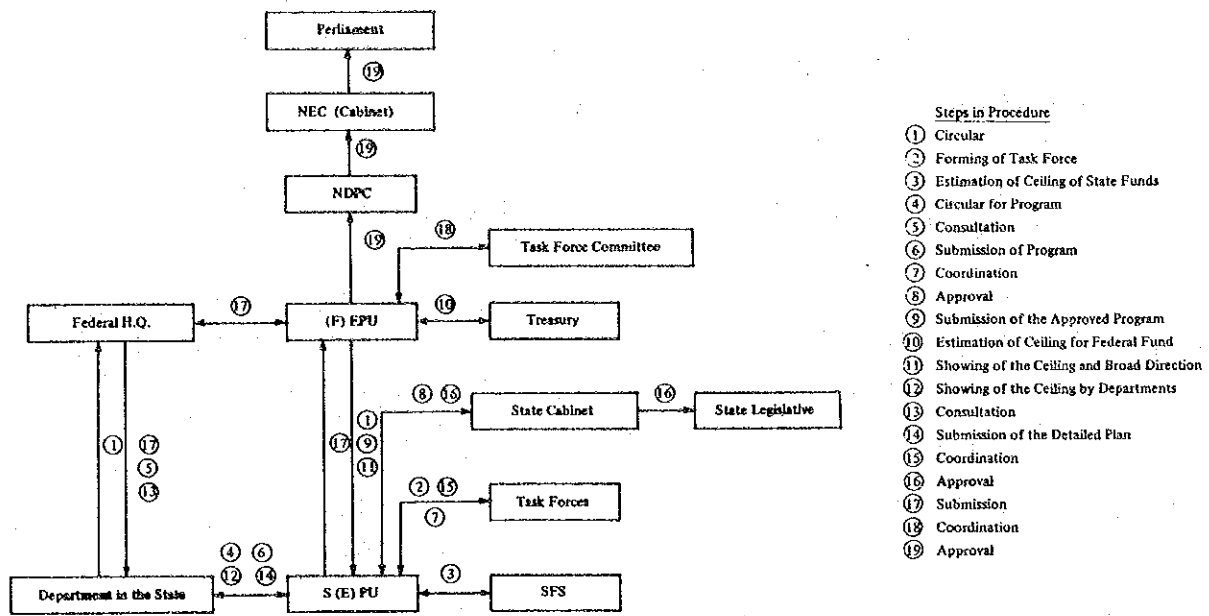 Perliament
⑲
NEC (Cabinet)
⑲
NDPC
⑲
⑱
Task Force Committee
Federal H.Q.
⑰
(F) EPU
⑩
Treasury
⑧ ⑯
State Cabinet
⑯
State Legislative
① ⑰
⑤
⑬
⑰ ①
⑨
⑪
② ⑮
⑦
Task Forces
④ ⑥
⑫ ⑭
Department in the State
S (E) PU
③
SFS
Steps in Procedure
① Circular
② Forming of Task Force
③ Estimation of Ceiling of State Funds
④ Circular for Program
⑤ Consultation
⑥ Submission of Program
⑦ Coordination
⑧ Approval
⑨ Submission of the Approved Program
⑩ Estimation of Ceiling for Federal Fund
⑪ Showing of the Ceiling and Broad Direction
⑫ Showing of the Ceiling by Departments
⑬ Consultation
⑭ Submission of the Detailed Plan
⑮ Coordination
⑯ Approval
⑰ Submission
⑱ Coordination
⑲ Approval